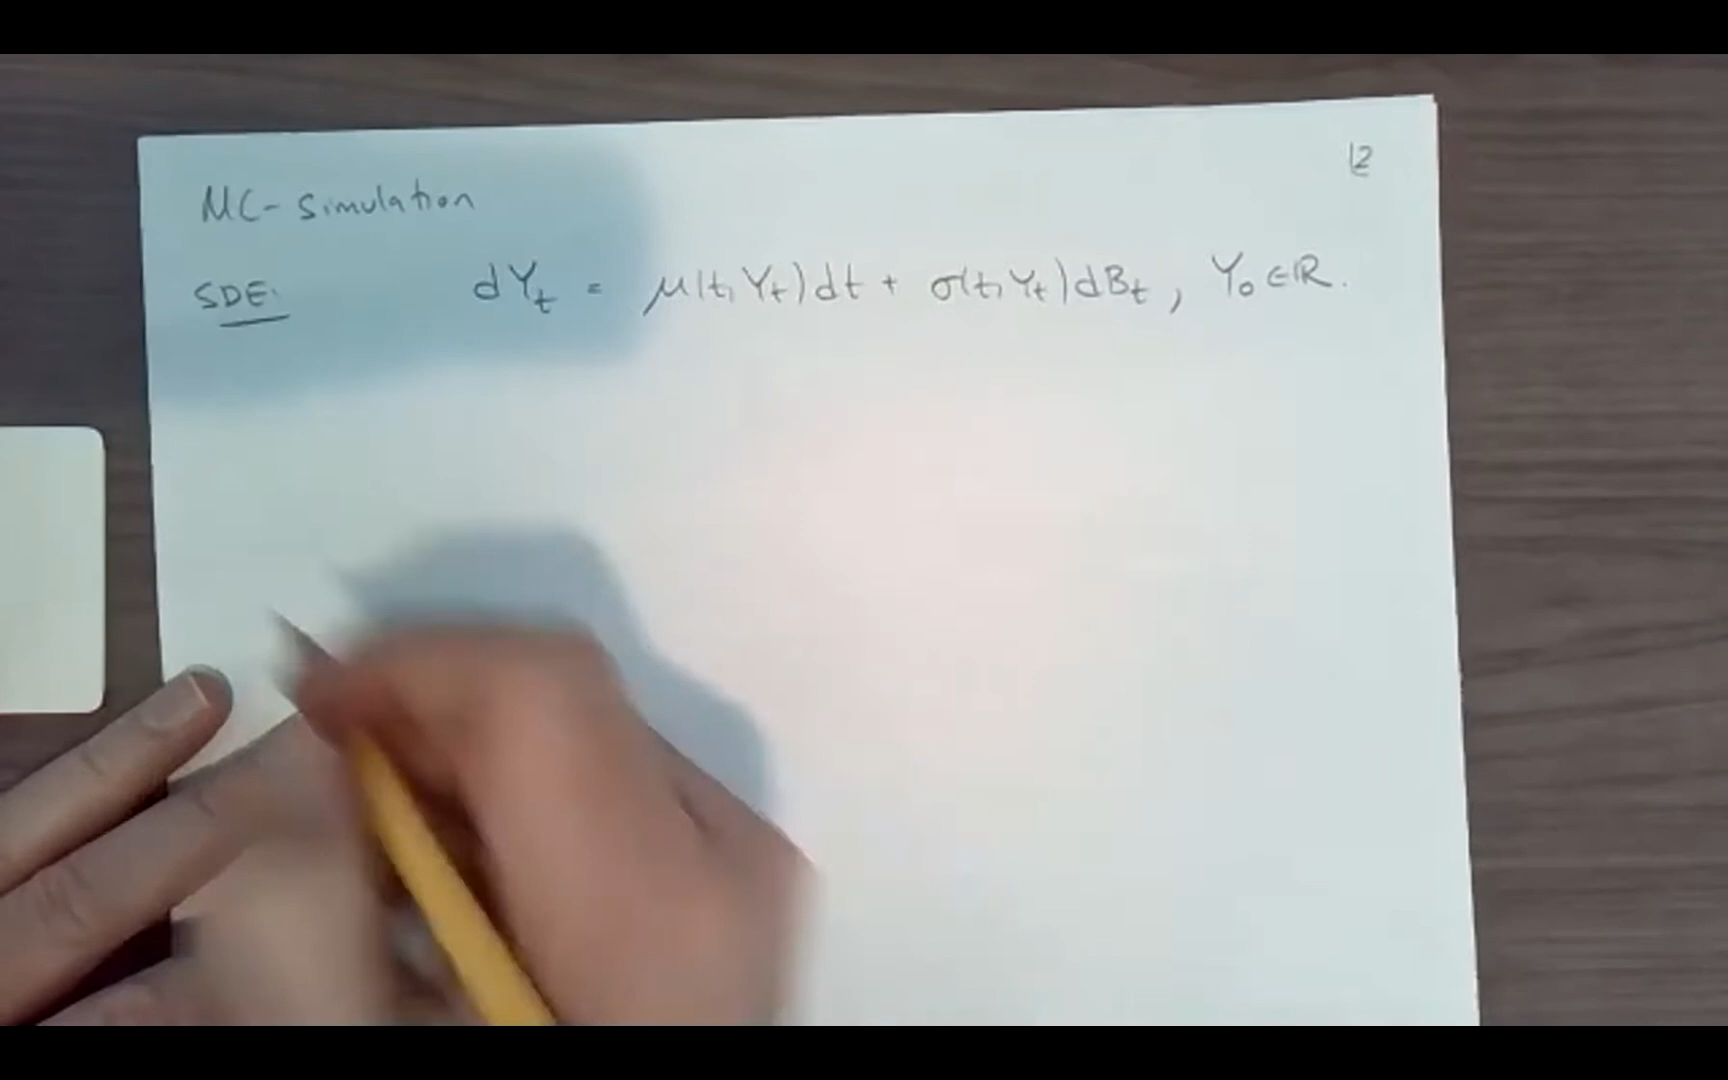 12
MC-simulation
SDE: dY_t = μ(t, Y_t)dt + σ(t, Y_t)dB_t, Y_0 ∈ ℝ.